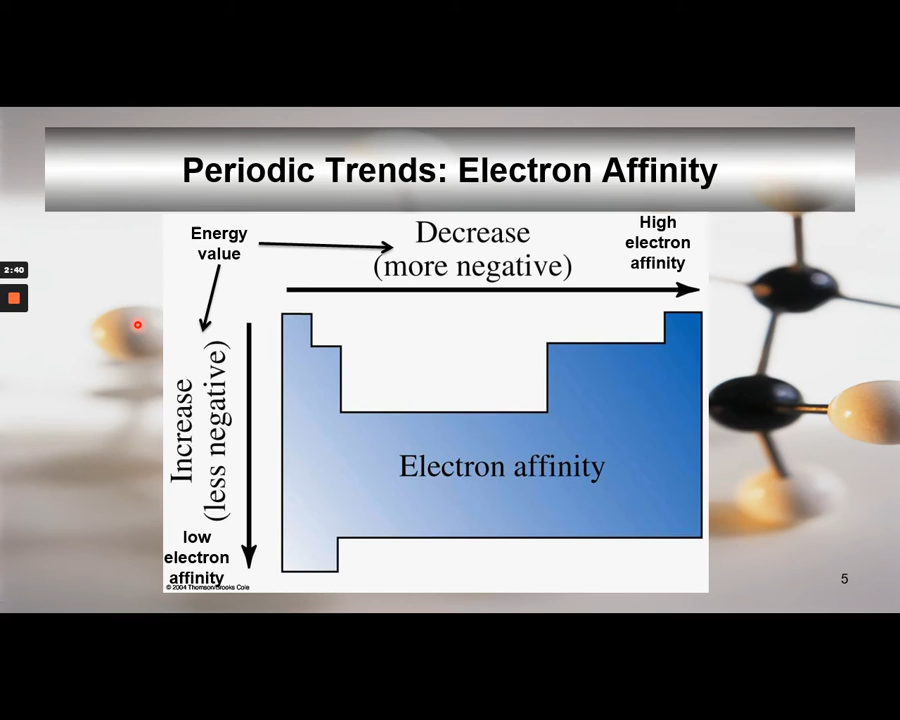 Periodic Trends: Electron Affinity
Energy
value
Decrease
(more negative)
High
electron
affinity
2:40
Increase
(less negative)
Electron affinity
low
electron
affinity
© 2004 Thomson/Brooks Cole
5